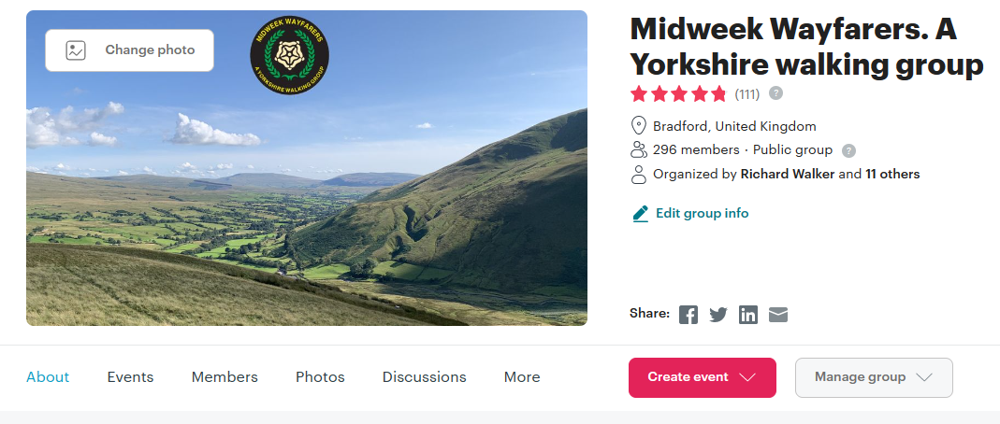 Change photo
MIDWEEK WAYFARERS
A YORKSHIRE WALKING GROUP
Midweek Wayfarers. A
Yorkshire walking group
(111) ?
Bradford, United Kingdom
296 members · Public group ?
Organized by Richard Walker and 11 others
Edit group info
Share:
About Events Members Photos Discussions More
Create event Manage group